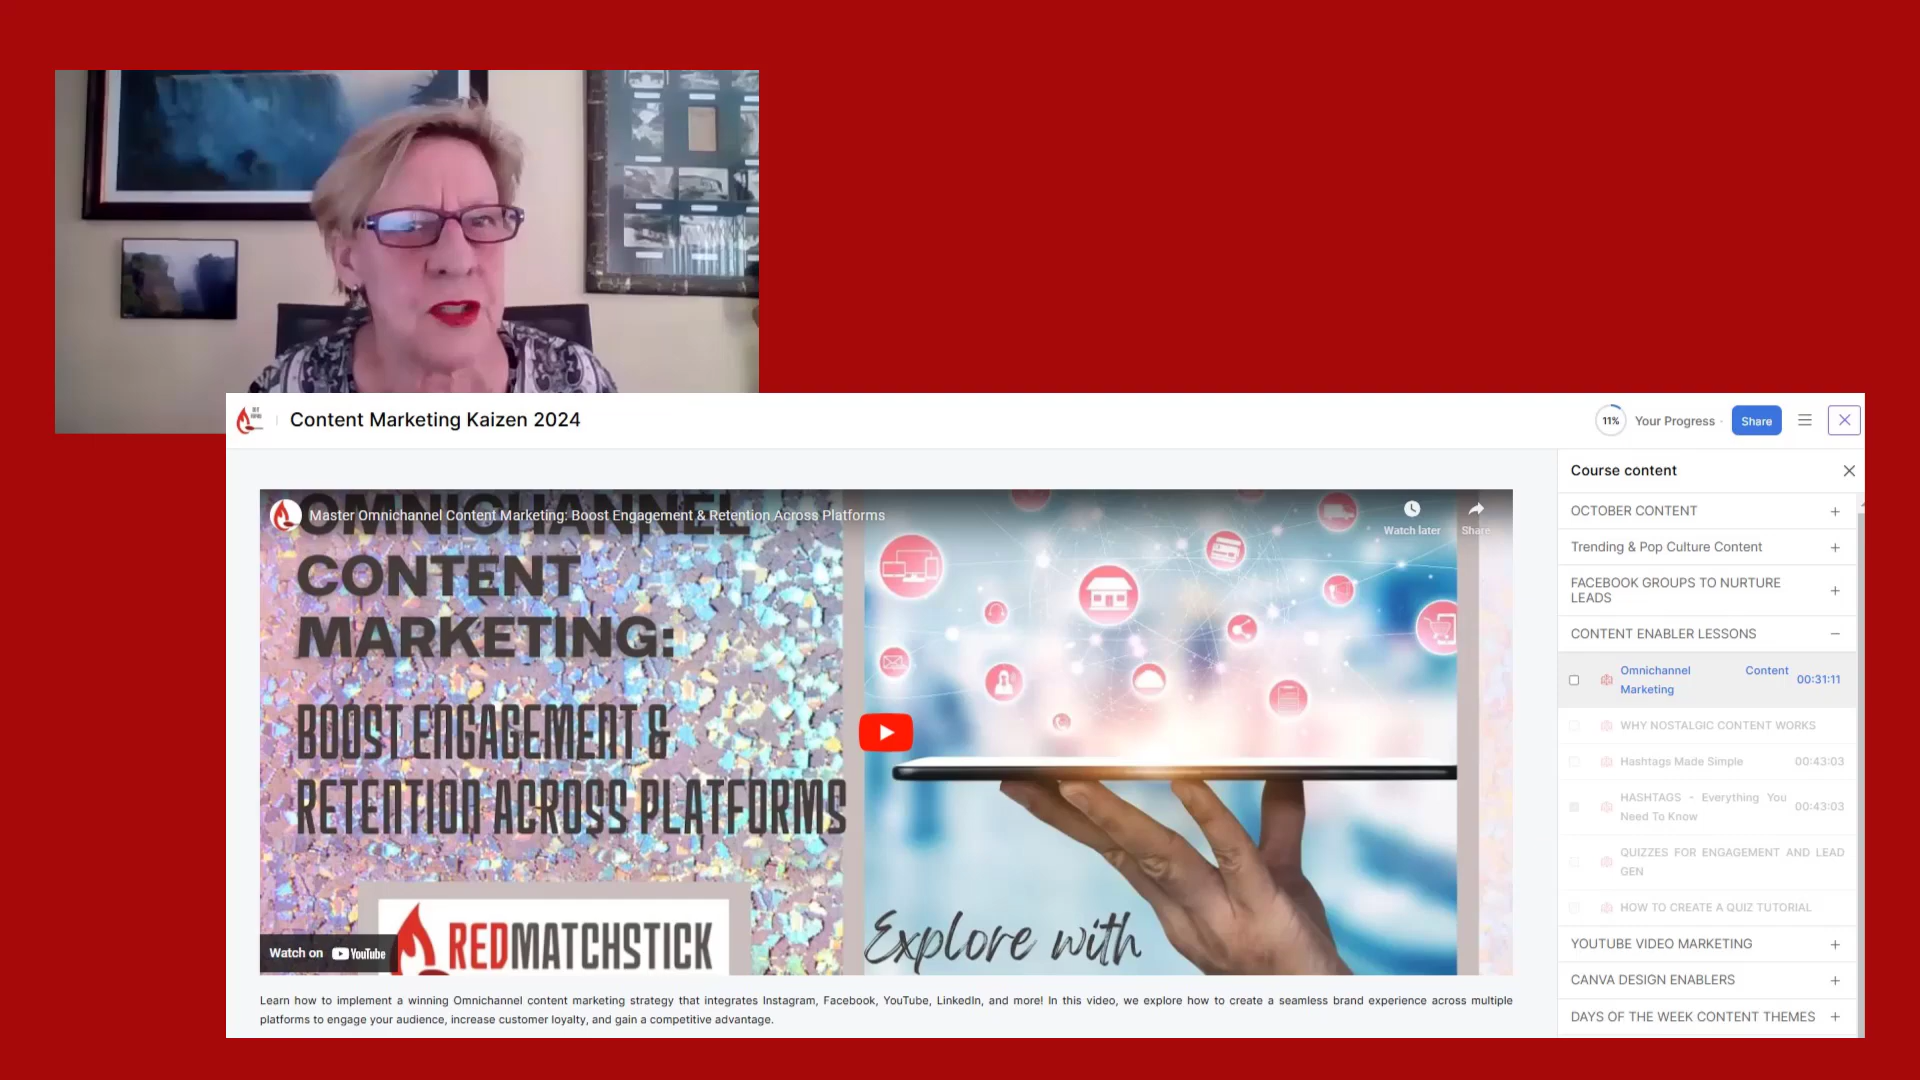 Content Marketing Kaizen 2024
11%
Your Progress
Share
OMNICHANNEL
Master Omnichannel Content Marketing: Boost Engagement & Retention Across Platforms
Watch later
Share
CONTENT
MARKETING:
BOOST ENGAGEMENT &
RETENTION ACROSS PLATFORMS
REDMATCHSTICK
Explore with
Watch on YouTube
Learn how to implement a winning Omnichannel content marketing strategy that integrates Instagram, Facebook, YouTube, LinkedIn, and more! In this video, we explore how to create a seamless brand experience across multiple
platforms to engage your audience, increase customer loyalty, and gain a competitive advantage.
Course content
OCTOBER CONTENT
Trending & Pop Culture Content
FACEBOOK GROUPS TO NURTURE
LEADS
CONTENT ENABLER LESSONS
Omnichannel Content
Marketing
00:31:11
WHY NOSTALGIC CONTENT WORKS
Hashtags Made Simple 00:43:03
HASHTAGS - Everything You
Need To Know
00:43:03
QUIZZES FOR ENGAGEMENT AND LEAD
GEN
HOW TO CREATE A QUIZ TUTORIAL
YOUTUBE VIDEO MARKETING
CANVA DESIGN ENABLERS
DAYS OF THE WEEK CONTENT THEMES